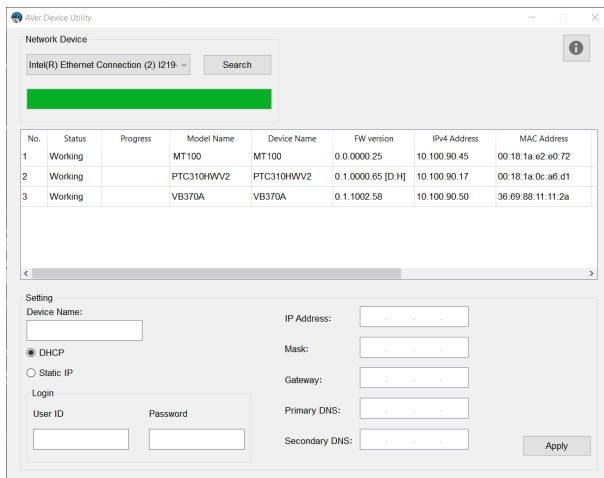 AVer Device Utility
Network Device
Intel(R) Ethernet Connection (2) I219-
Search
No. Status Progress Model Name Device Name FW version IPv4 Address MAC Address
1 Working MT100 MT100 0.0.0000.25 10.100.90.45 00:18:1a:e2:e0:72
2 Working PTC310HWV2 PTC310HWV2 0.1.0000.65 [D:H] 10.100.90.17 00:18:1a:0c:a6:d1
3 Working VB370A VB370A 0.1.1002.58 10.100.90.50 36:69:88:11:11:2a
Setting
Device Name:
DHCP
Static IP
Login
User ID Password
IP Address:
Mask:
Gateway:
Primary DNS:
Secondary DNS:
Apply